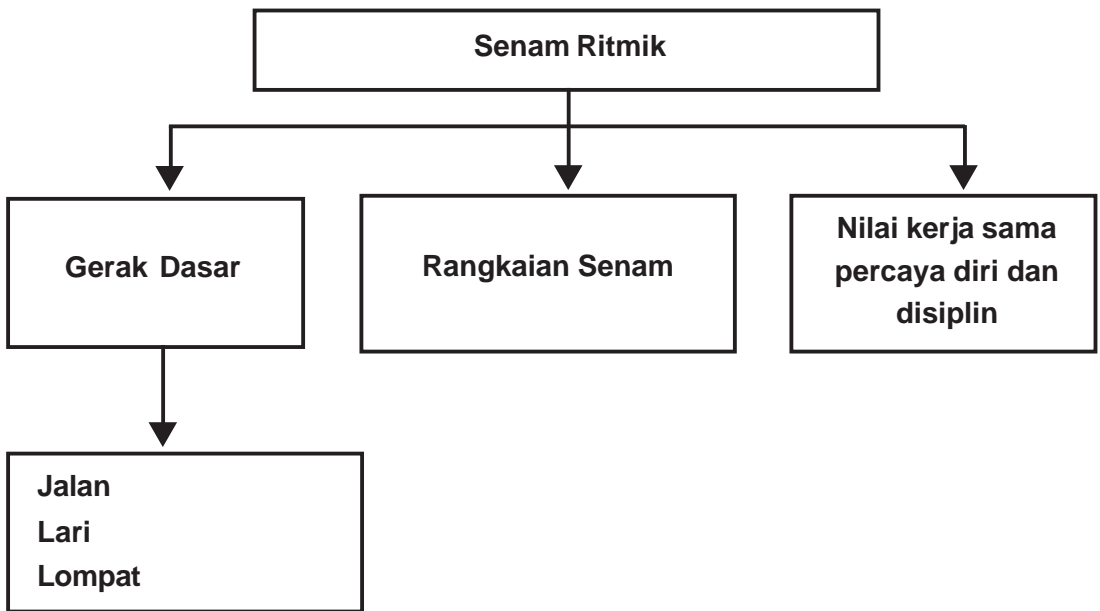 Senam Ritmik
Gerak Dasar
Rangkaian Senam
Nilai kerja sama
percaya diri dan
disiplin
Jalan
Lari
Lompat